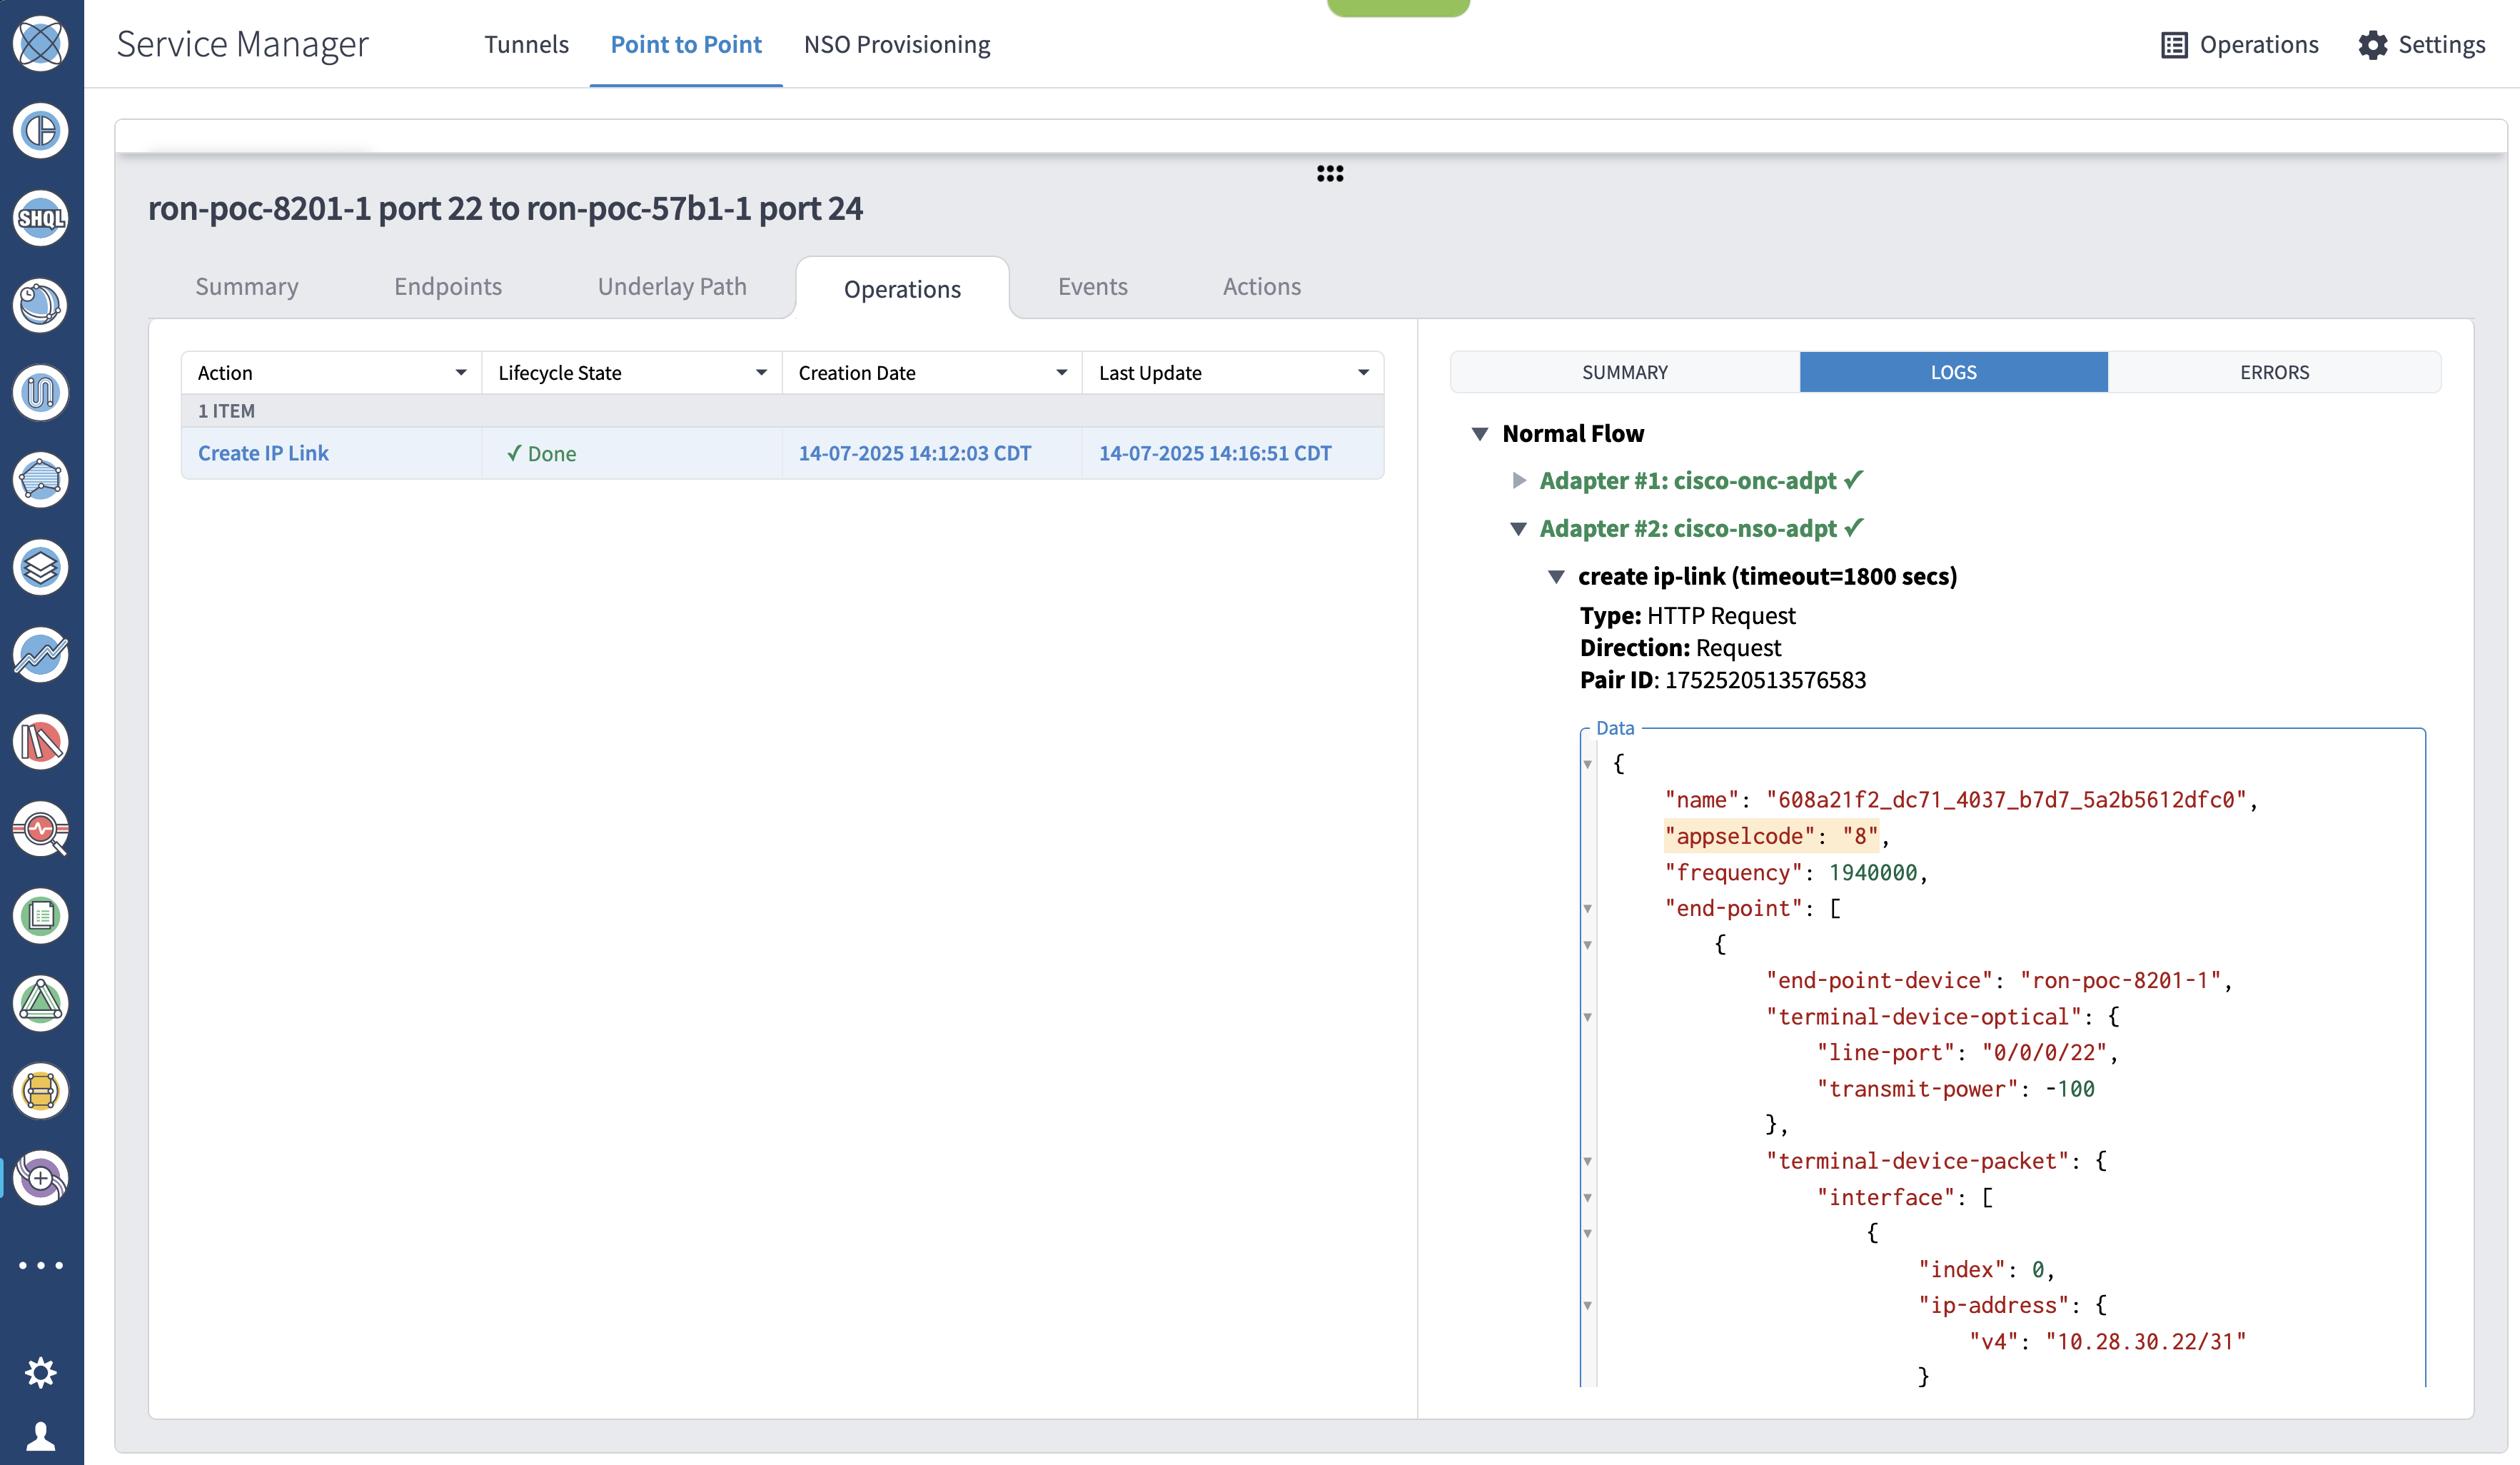 Service Manager
Tunnels
Point to Point
NSO Provisioning
Operations
Settings
SHQL
ron-poc-8201-1 port 22 to ron-poc-57b1-1 port 24
Summary
Endpoints
Underlay Path
Operations
Events
Actions
Action
Lifecycle State
Creation Date
Last Update
1 ITEM
Create IP Link
✓ Done
14-07-2025 14:12:03 CDT
14-07-2025 14:16:51 CDT
SUMMARY
LOGS
ERRORS
Normal Flow
Adapter #1: cisco-onc-adpt ✓
Adapter #2: cisco-nso-adpt ✓
create ip-link (timeout=1800 secs)
Type: HTTP Request
Direction: Request
Pair ID: 1752520513576583
Data
{
"name": "608a21f2_dc71_4037_b7d7_5a2b5612dfc0",
"appselcode": "8",
"frequency": 1940000,
"end-point": [
{
"end-point-device": "ron-poc-8201-1",
"terminal-device-optical": {
"line-port": "0/0/0/22",
"transmit-power": -100
},
"terminal-device-packet": {
"interface": [
{
"index": 0,
"ip-address": {
"v4": "10.28.30.22/31"
}